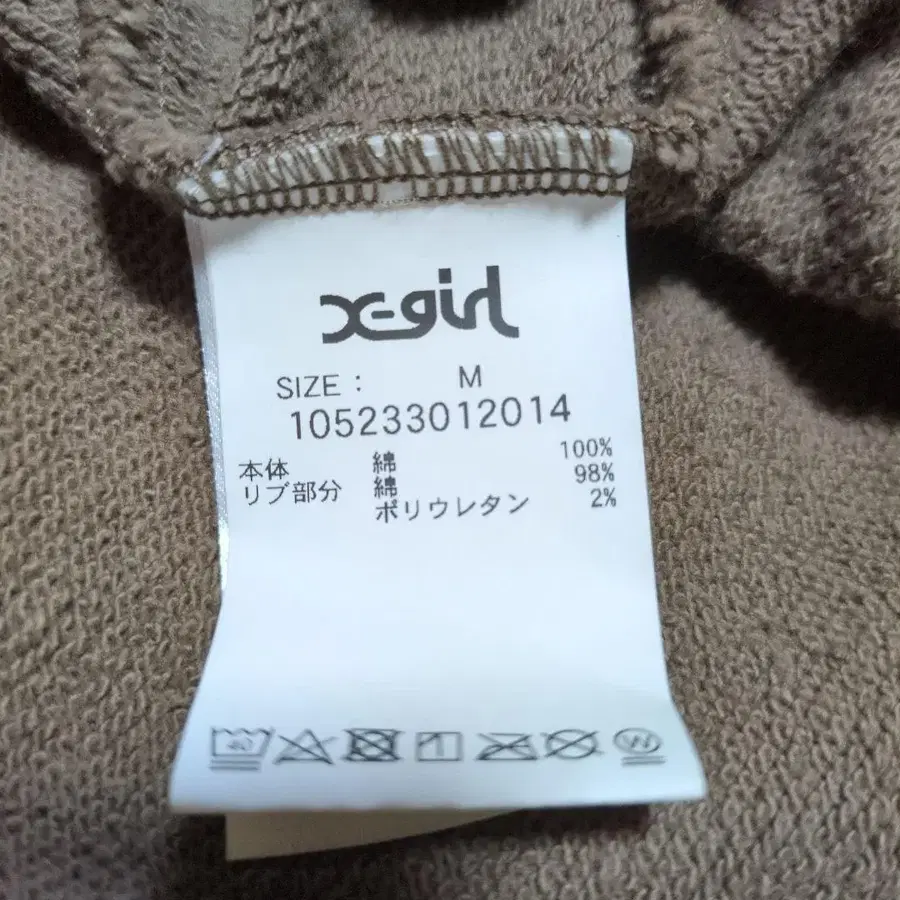 X-girl
SIZE : M
105233012014
本体 綿 100%
リブ部分 綿 98%
ポリウレタン 2%
40
W